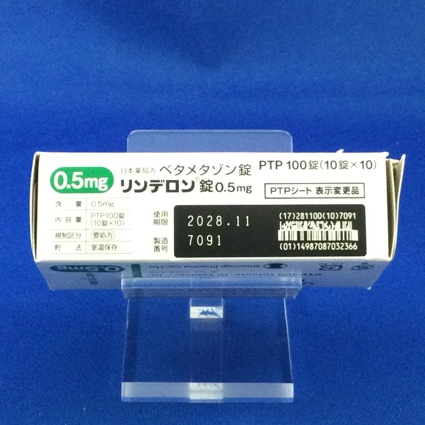 0.5mg
日本薬局方 ベタメタゾン錠 PTP 100錠(10錠×10)
リンデロン®錠0.5mg
PTPシート 表示変更品
含量 0.5mg
内容量 PTP100錠
(10錠×10)
規制区分 (要処方)
貯法 室温保存
使用
期限 2028.11
製造 7091
(17)281100(10)7091
(01)14987087032366
0.5mg